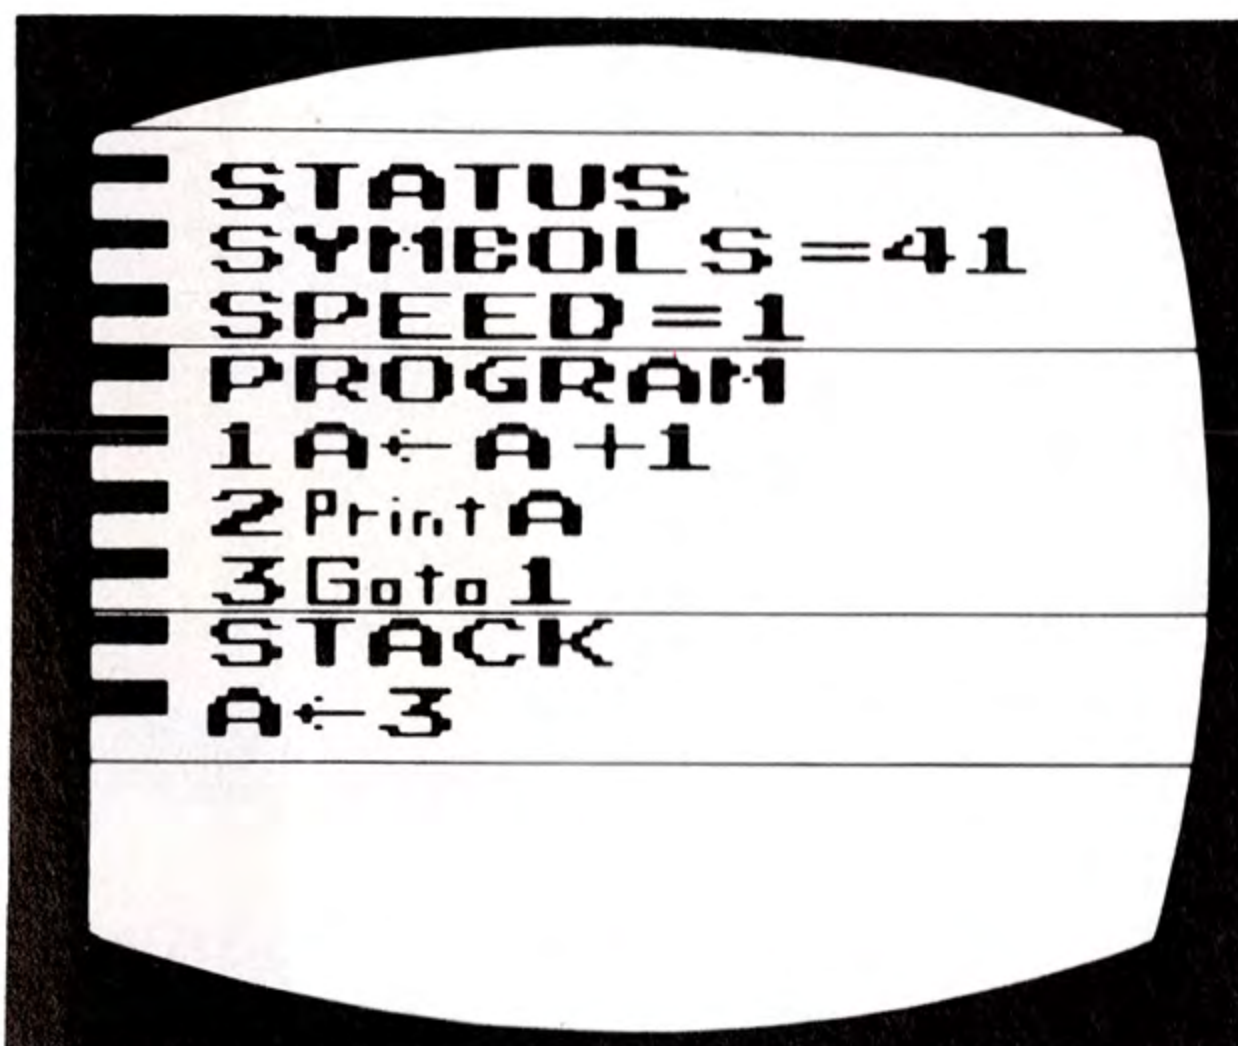 STATUS
SYMBOLS=41
SPEED=1
PROGRAM
1A←A+1
2PrintA
3Goto1
STACK
A←3